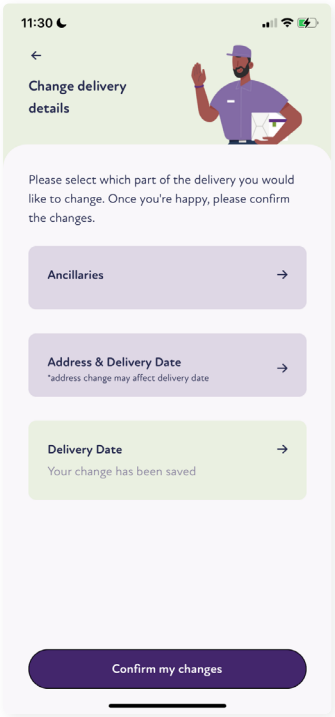 11:30
Change delivery
details
Please select which part of the delivery you would
like to change. Once you're happy, please confirm
the changes.
Ancillaries
Address & Delivery Date
*address change may affect delivery date
Delivery Date
Your change has been saved
Confirm my changes